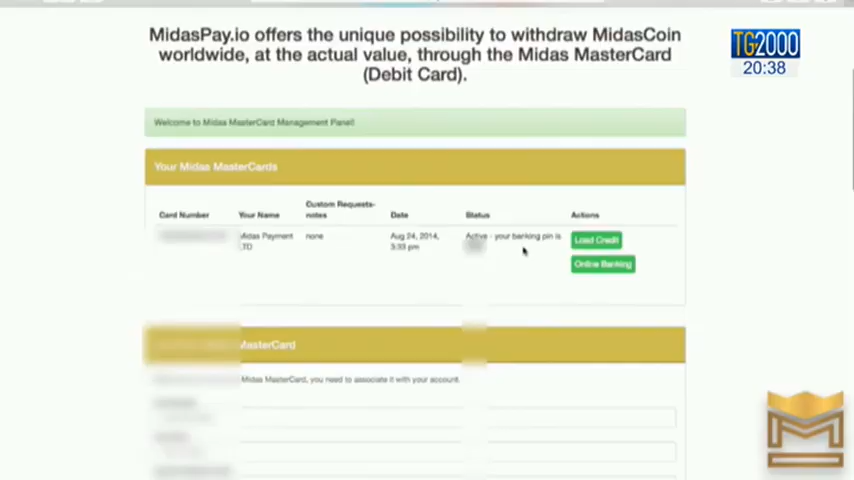 MidasPay.io offers the unique possibility to withdraw MidasCoin
worldwide, at the actual value, through the Midas MasterCard
(Debit Card).
TG2000
20:38
Welcome to Midas MasterCard Management Panel!
Your Midas MasterCards
Card Number Your Name Custom Requests-notes Date Status Actions
Midas Payment LTD none Aug 24, 2014, 3:33 pm Active - your banking pin is Load Credit
Online Banking
MasterCard
Midas MasterCard, you need to associate it with your account